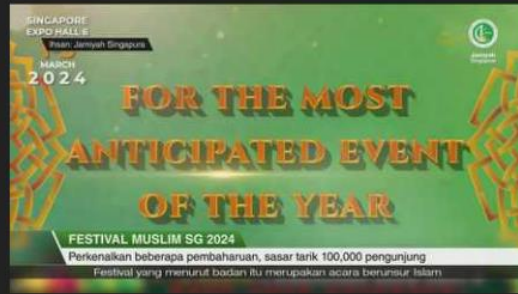 SINGAPORE
EXPO HALL 6
Ihsan: Jamiyah Singapura
MARCH
2024
Jamiyah
Singapore
FOR THE MOST
ANTICIPATED EVENT
OF THE YEAR
FESTIVAL MUSLIM SG 2024
Perkenalkan beberapa pembaharuan, sasar tarik 100,000 pengunjung
Festival yang menurut badan itu merupakan acara berunsur Islam